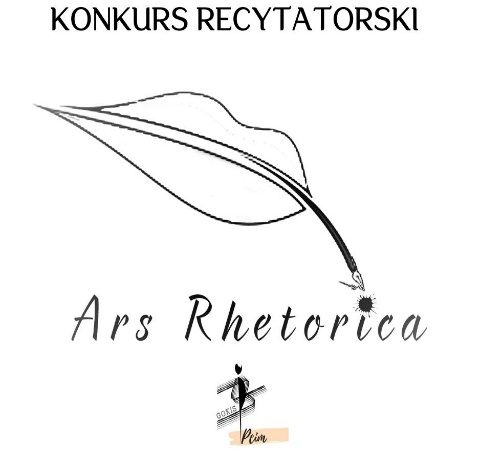 KONKURS RECYTATORSKI
Ars Rhetorica
GOKIS
Pcim